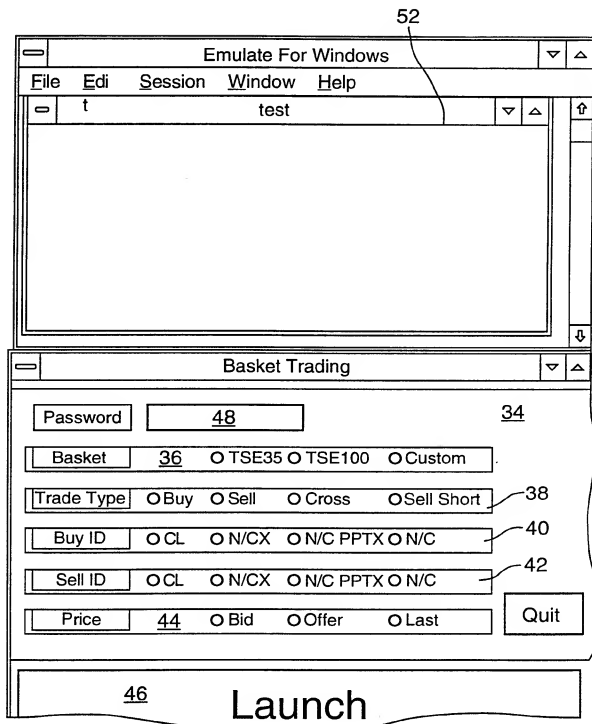 52
Emulate For Windows
File Edi Session Window Help
t
test
Basket Trading
Password 48 34
Basket 36 TSE35 TSE100 Custom
Trade Type Buy Sell Cross Sell Short 38
Buy ID CL N/CX N/C PPTX N/C 40
Sell ID CL N/CX N/C PPTX N/C 42
Price 44 Bid Offer Last
Quit
46 Launch